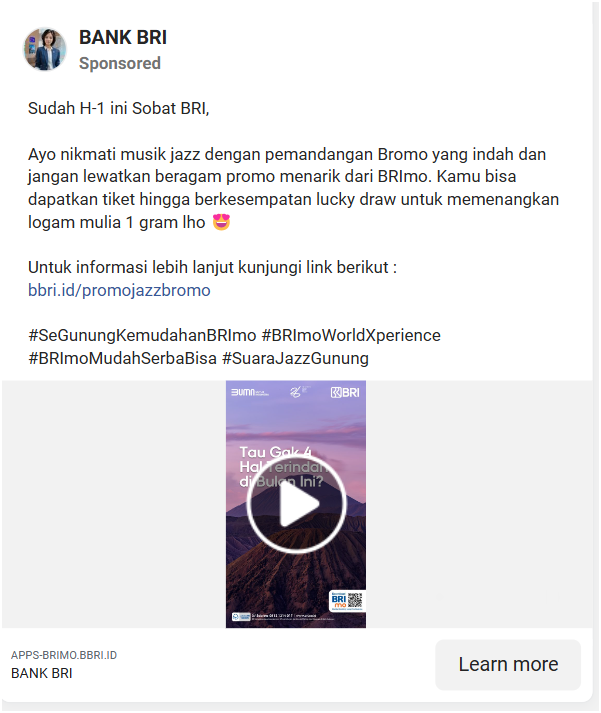 BANK BRI
Sponsored
Sudah H-1 ini Sobat BRI,
Ayo nikmati musik jazz dengan pemandangan Bromo yang indah dan
jangan lewatkan beragam promo menarik dari BRImo. Kamu bisa
dapatkan tiket hingga berkesempatan lucky draw untuk memenangkan
logam mulia 1 gram lho 😍
Untuk informasi lebih lanjut kunjungi link berikut :
bbri.id/promojazzbromo
#SeGunungKemudahanBRImo #BRImoWorldXperience
#BRImoMudahSerbaBisa #SuaraJazzGunung
BUMN
BRI
Tau Gak 4
Hal Terindah
di Bulan Ini?
BRI
mo
APPS-BRIMO.BBRI.ID
BANK BRI
Learn more